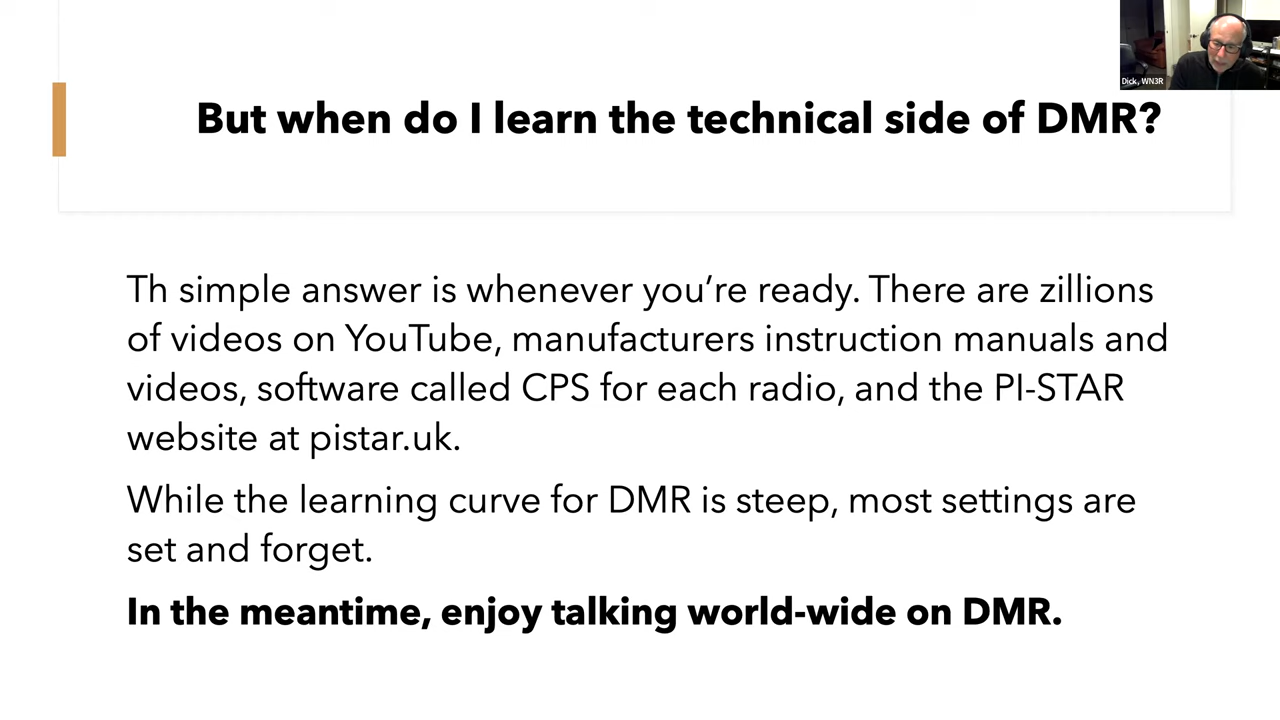 Dick, WN3R
But when do I learn the technical side of DMR?
Th simple answer is whenever you’re ready. There are zillions
of videos on YouTube, manufacturers instruction manuals and
videos, software called CPS for each radio, and the PI-STAR
website at pistar.uk.
While the learning curve for DMR is steep, most settings are
set and forget.
In the meantime, enjoy talking world-wide on DMR.